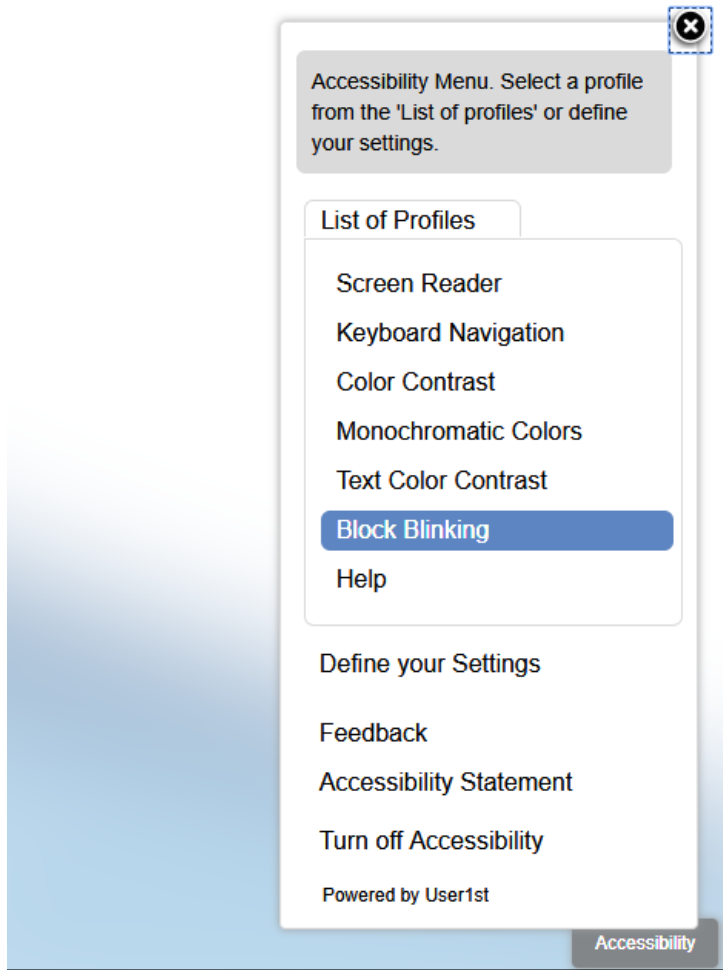 Accessibility Menu. Select a profile
from the 'List of profiles' or define
your settings.
List of Profiles
Screen Reader
Keyboard Navigation
Color Contrast
Monochromatic Colors
Text Color Contrast
Block Blinking
Help
Define your Settings
Feedback
Accessibility Statement
Turn off Accessibility
Powered by User1st
Accessibility